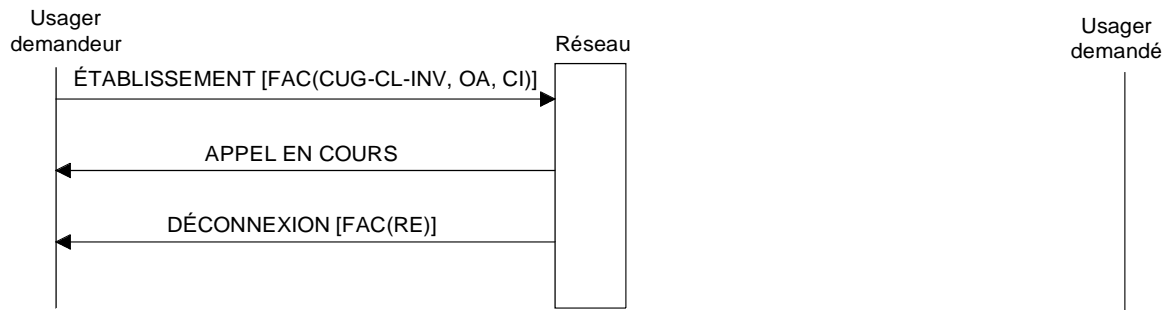 Usager
demandeur
Réseau
Usager
demandé
ÉTABLISSEMENT [FAC(CUG-CL-INV, OA, CI)]
APPEL EN COURS
DÉCONNEXION [FAC(RE)]